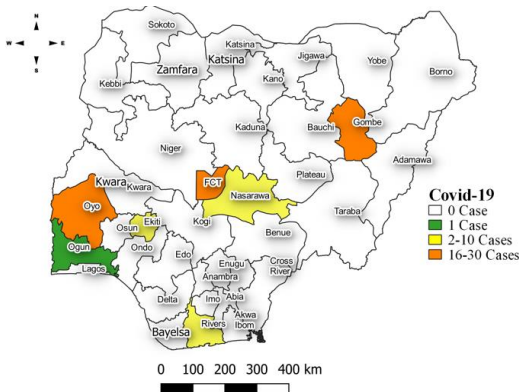 N
W E
S
Sokoto
Katsina
Katsina
Jigawa
Yobe
Borno
Zamfara
Kano
Kebbi
Kaduna
Bauchi
Gombe
Niger
Adamawa
Plateau
Kwara
Kwara
FCT
Nasarawa
Taraba
Oyo
Kogi
Osun
Ekiti
Benue
Ogun
Ondo
Edo
Enugu
Cross
River
Lagos
Anambra
Delta
Imo
Abia
Akwa
Ibom
Bayelsa
Rivers
Covid-19
0 Case
1 Case
2-10 Cases
16-30 Cases
0 100 200 300 400 km